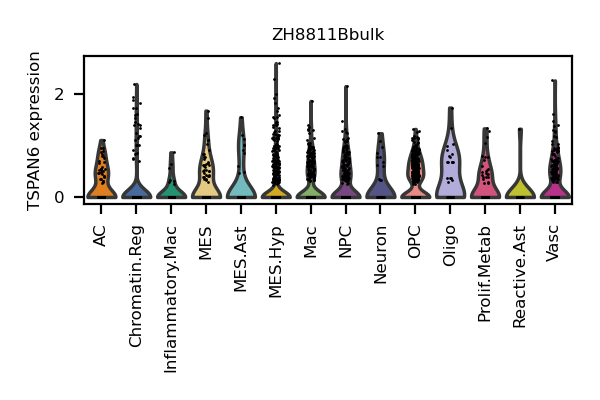 ZH8811Bbulk
TSPAN6 expression
2
0
AC
Chromatin.Reg
Inflammatory.Mac
MES
MES.Ast
MES.Hyp
Mac
NPC
Neuron
OPC
Oligo
Prolif.Metab
Reactive.Ast
Vasc